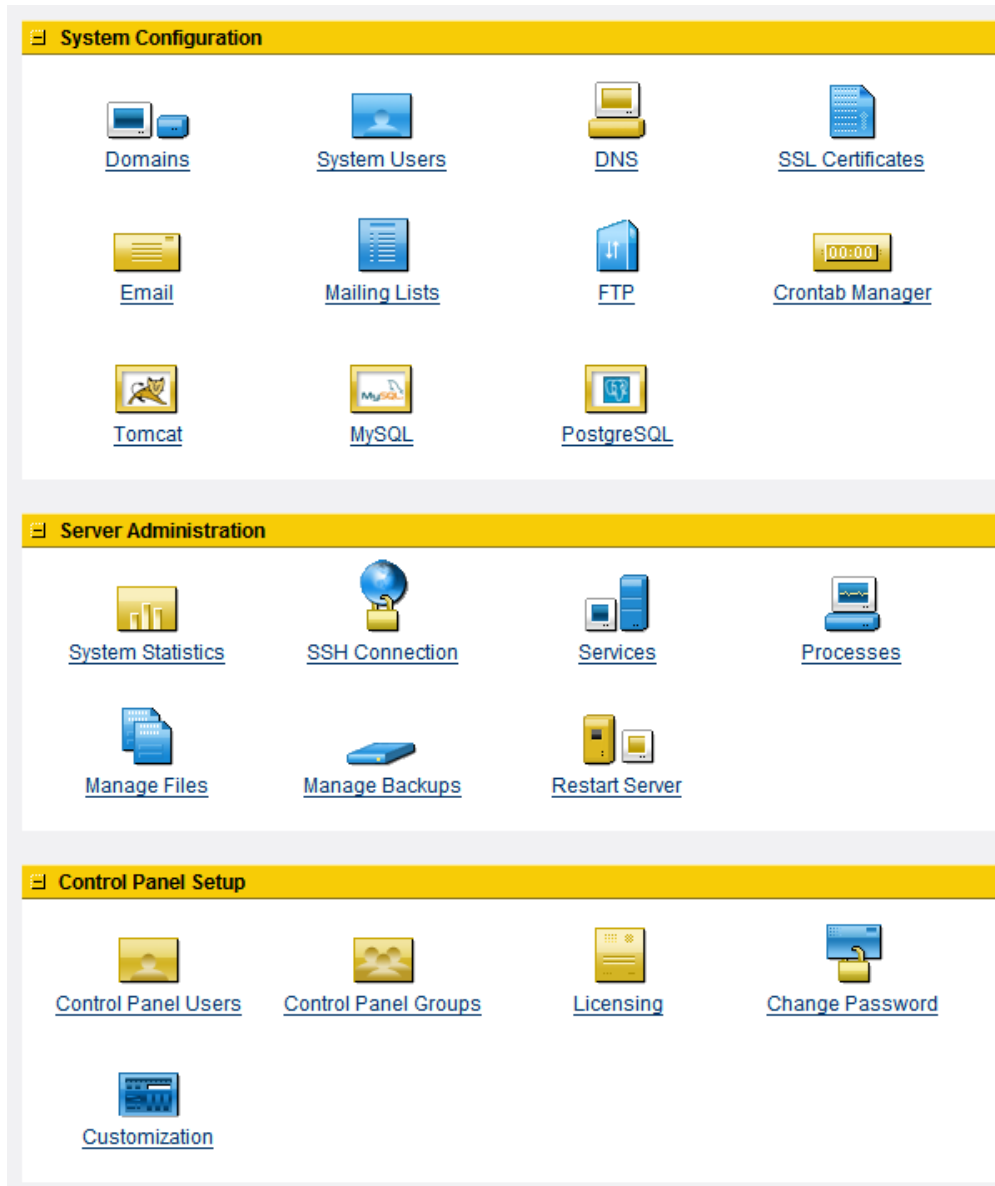 System Configuration
Domains
System Users
DNS
SSL Certificates
00:00
Email
Mailing Lists
FTP
Crontab Manager
MySQL
Tomcat
MySQL
PostgreSQL
Server Administration
System Statistics
SSH Connection
Services
Processes
Manage Files
Manage Backups
Restart Server
Control Panel Setup
Control Panel Users
Control Panel Groups
Licensing
Change Password
Customization